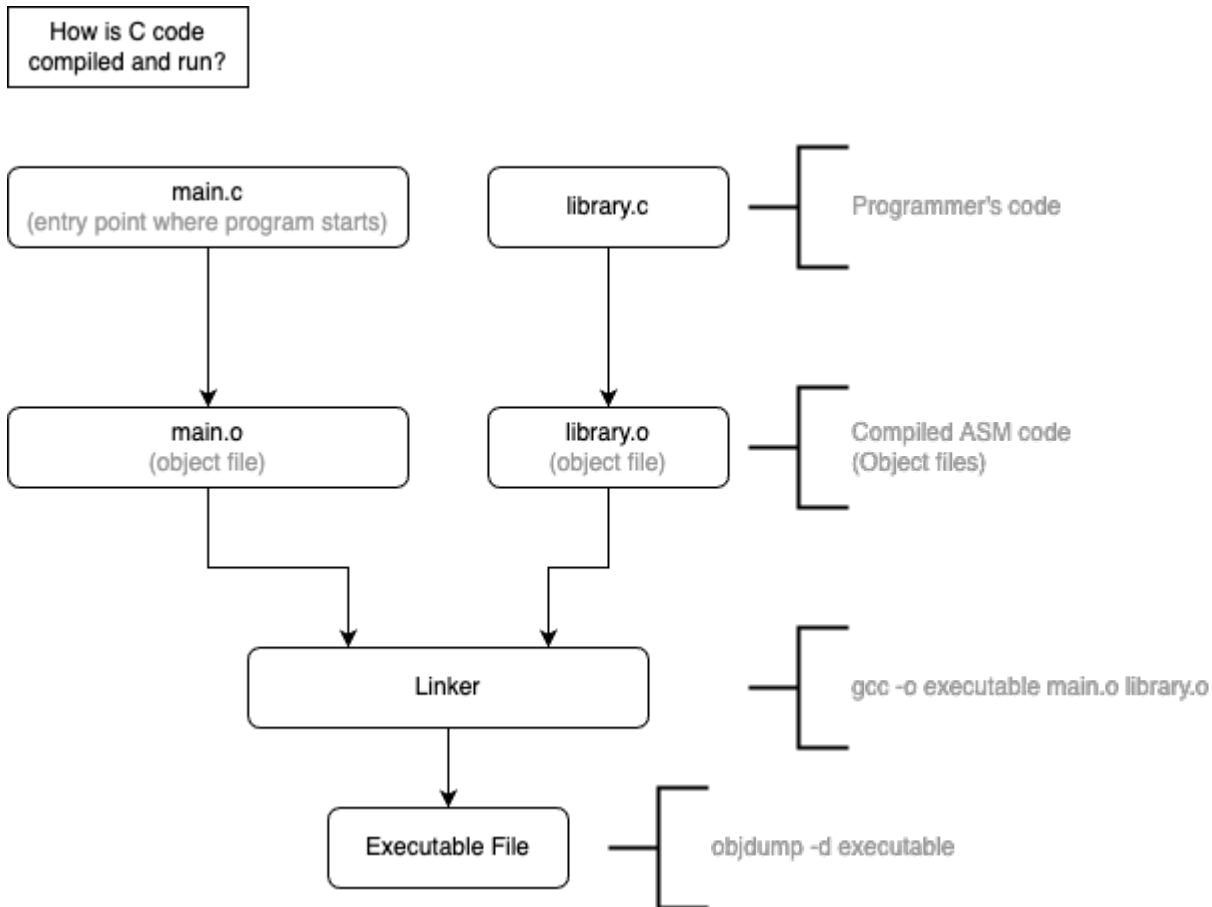 How is C code
compiled and run?
main.c
(entry point where program starts)
library.c
Programmer's code
main.o
(object file)
library.o
(object file)
Compiled ASM code
(Object files)
Linker
gcc -o executable main.o library.o
Executable File
objdump -d executable